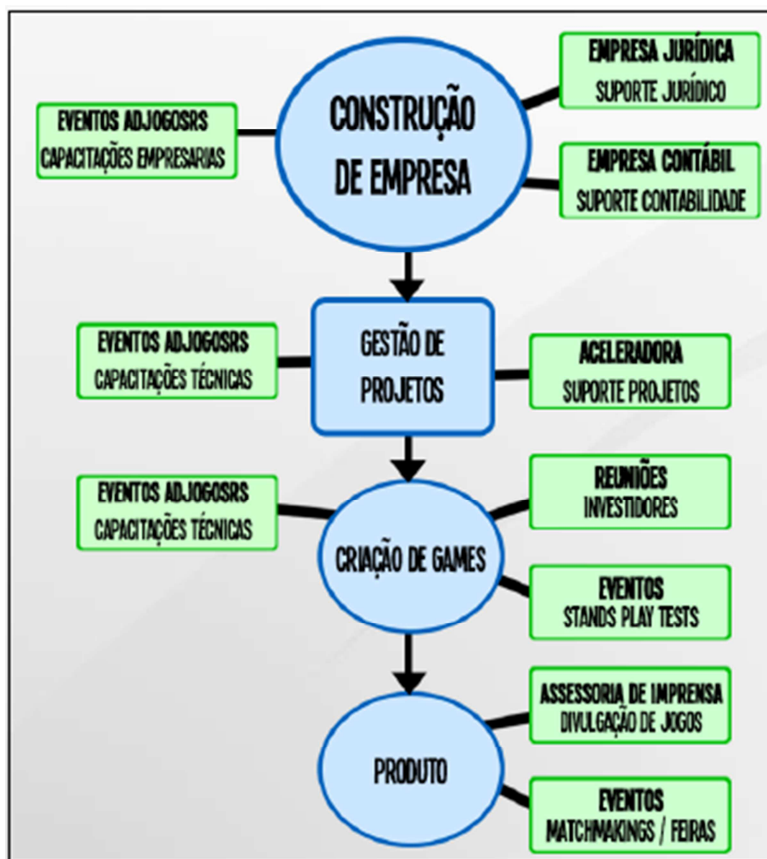 EMPRESA JURÍDICA
SUPORTE JURÍDICO
EVENTOS ADJOGOSRS
CAPACITAÇÕES EMPRESARIAS
CONSTRUÇÃO
DE EMPRESA
EMPRESA CONTÁBIL
SUPORTE CONTABILIDADE
EVENTOS ADJOGOSRS
CAPACITAÇÕES TÉCNICAS
GESTÃO DE
PROJETOS
ACELERADORA
SUPORTE PROJETOS
EVENTOS ADJOGOSRS
CAPACITAÇÕES TÉCNICAS
REUNIÕES
INVESTIDORES
CRIAÇÃO DE GAMES
EVENTOS
STANDS PLAY TESTS
ASSESSORIA DE IMPRENSA
DIVULGAÇÃO DE JOGOS
PRODUTO
EVENTOS
MATCHMAKINGS / FEIRAS